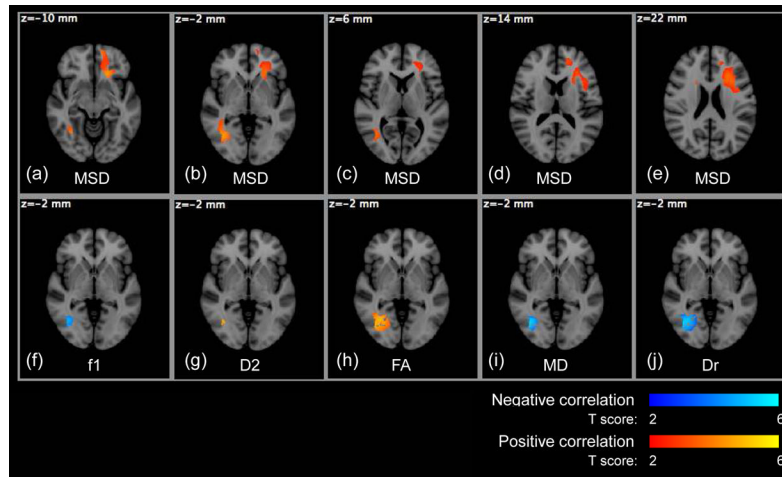 z=-10 mm
z=-2 mm
z=6 mm
z=14 mm
z=22 mm
(a)
MSD
(b)
MSD
(c)
MSD
(d)
MSD
(e)
MSD
z=-2 mm
z=-2 mm
z=-2 mm
z=-2 mm
z=-2 mm
(f)
f1
(g)
D2
(h)
FA
(i)
MD
(j)
Dr
Negative correlation
T score: 2 6
Positive correlation
T score: 2 6